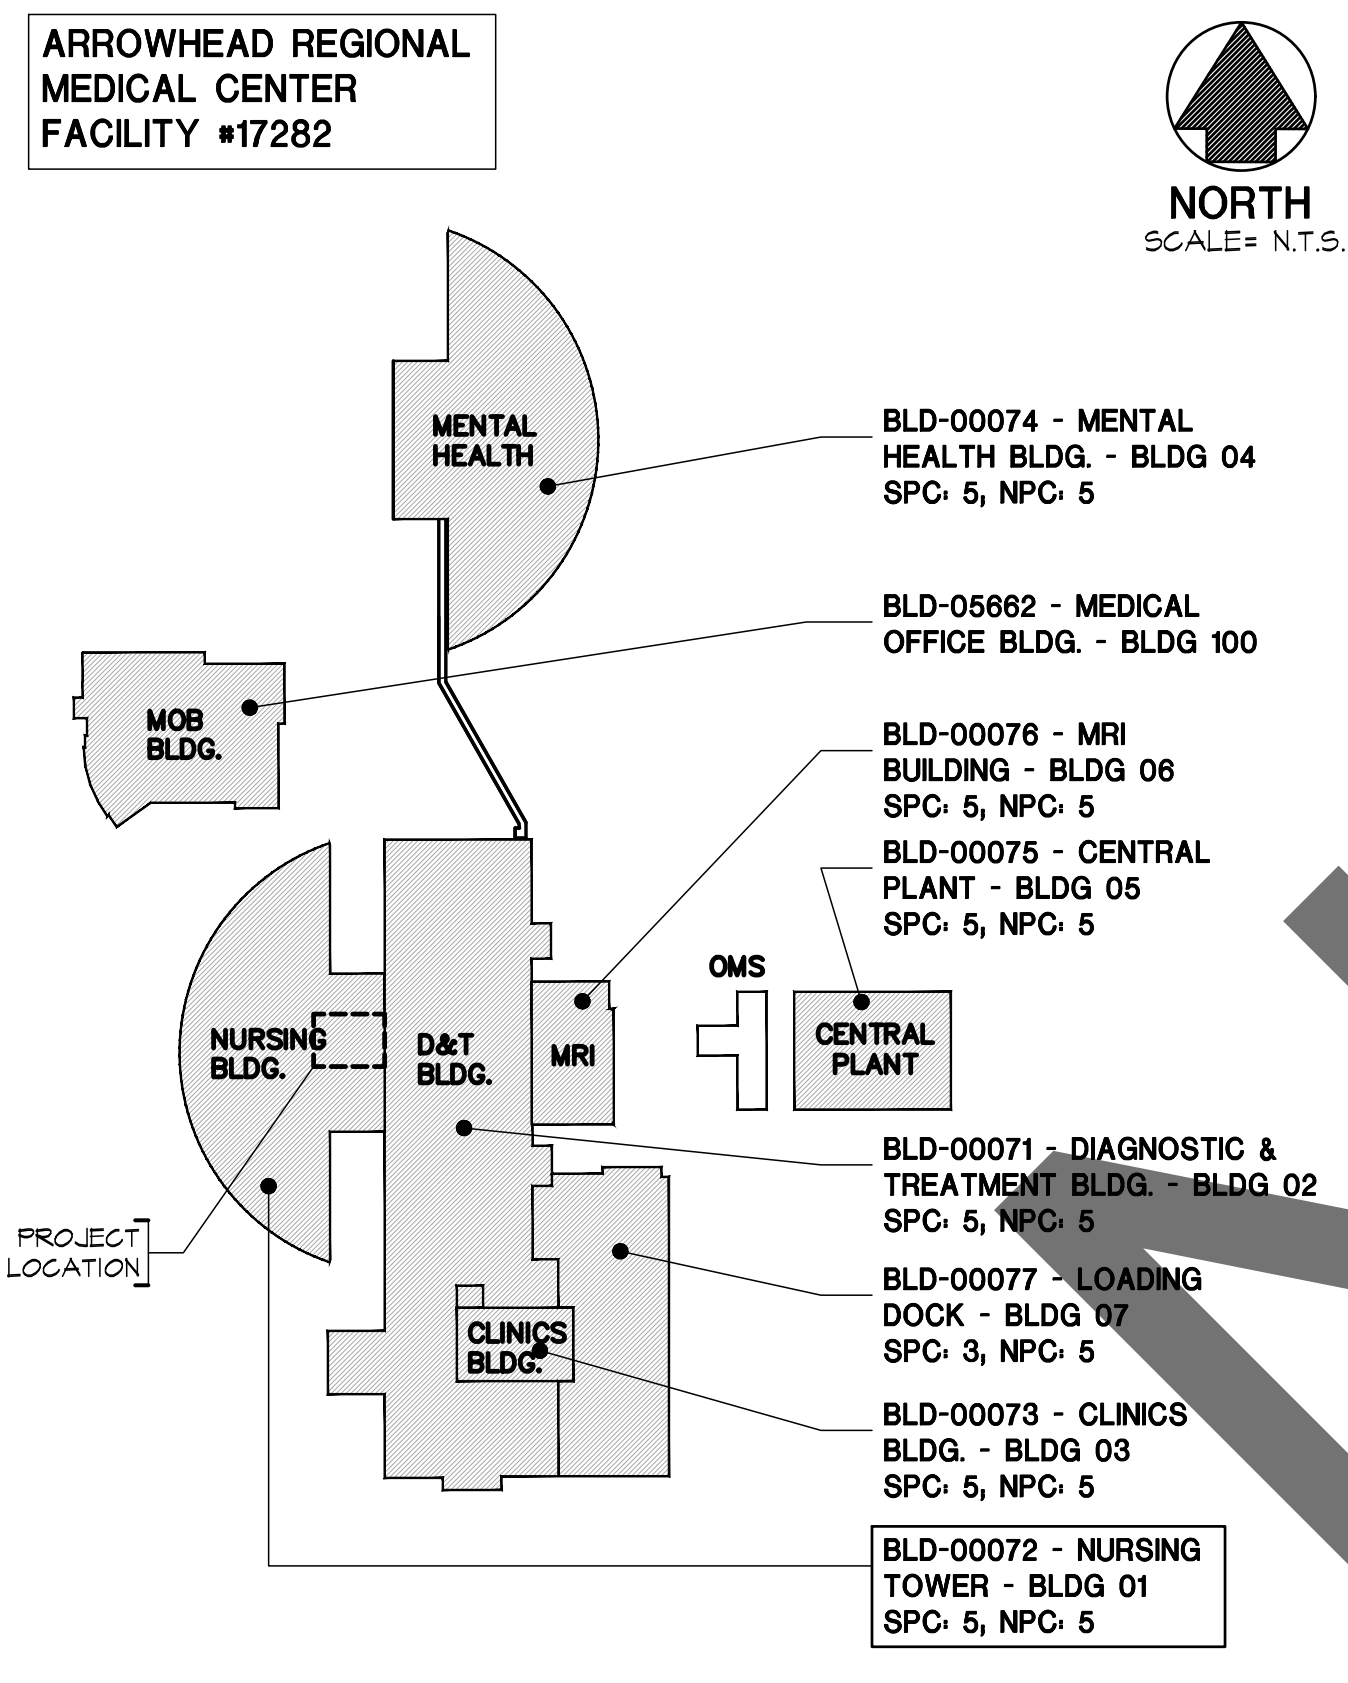 ARROWHEAD REGIONAL
MEDICAL CENTER
FACILITY #17282
NORTH
SCALE= N.T.S.
MENTAL
HEALTH
BLD-00074 - MENTAL
HEALTH BLDG. - BLDG 04
SPC: 5, NPC: 5
BLD-05662 - MEDICAL
OFFICE BLDG. - BLDG 100
MOB
BLDG.
BLD-00076 - MRI
BUILDING - BLDG 06
SPC: 5, NPC: 5
BLD-00075 - CENTRAL
PLANT - BLDG 05
SPC: 5, NPC: 5
OMS
NURSING
BLDG.
D&T
BLDG.
MRI
CENTRAL
PLANT
BLD-00071 - DIAGNOSTIC &
TREATMENT BLDG. - BLDG 02
SPC: 5, NPC: 5
PROJECT
LOCATION
BLD-00077 - LOADING
DOCK - BLDG 07
SPC: 3, NPC: 5
CLINICS
BLDG.
BLD-00073 - CLINICS
BLDG. - BLDG 03
SPC: 5, NPC: 5
BLD-00072 - NURSING
TOWER - BLDG 01
SPC: 5, NPC: 5